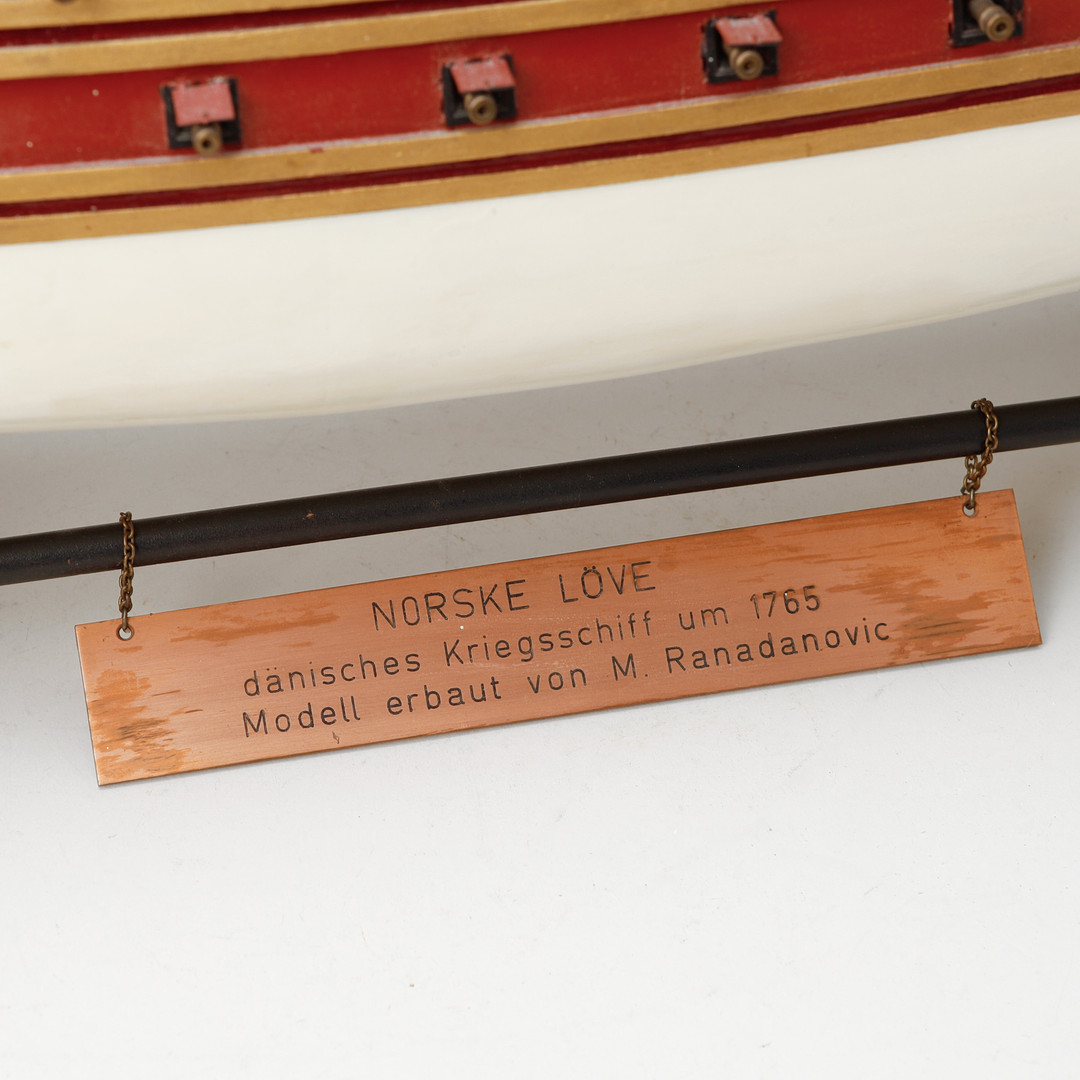 NORSKE LÖVE
dänisches Kriegsschiff um 1765
Modell erbaut von M. Ranadanovic